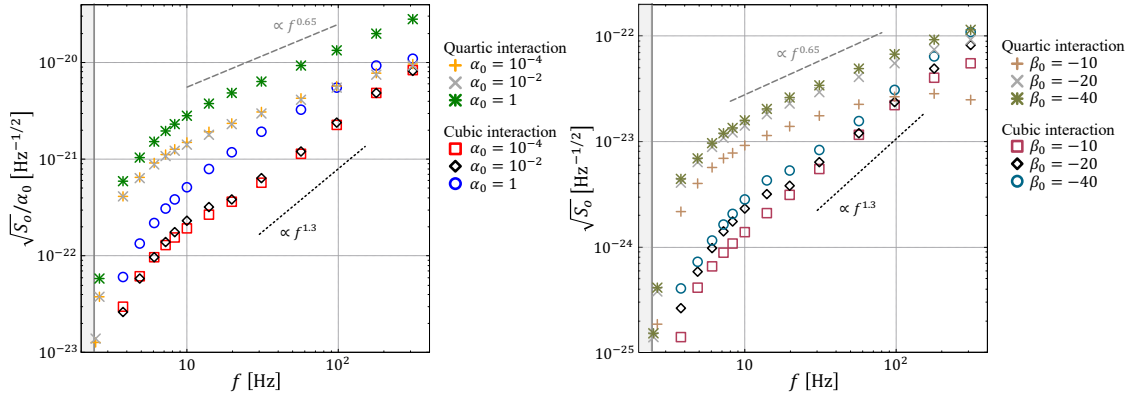 ∝ f^0.65
10^−20
10^−21
10^−22
10^−23
√S_o/α_0 [Hz^−1/2]
∝ f^1.3
10
10^2
f [Hz]
Quartic interaction
α_0 = 10^−4
α_0 = 10^−2
α_0 = 1
Cubic interaction
α_0 = 10^−4
α_0 = 10^−2
α_0 = 1
∝ f^0.65
10^−22
10^−23
10^−24
10^−25
√S_o [Hz^−1/2]
∝ f^1.3
10
10^2
f [Hz]
Quartic interaction
β_0 = −10
β_0 = −20
β_0 = −40
Cubic interaction
β_0 = −10
β_0 = −20
β_0 = −40